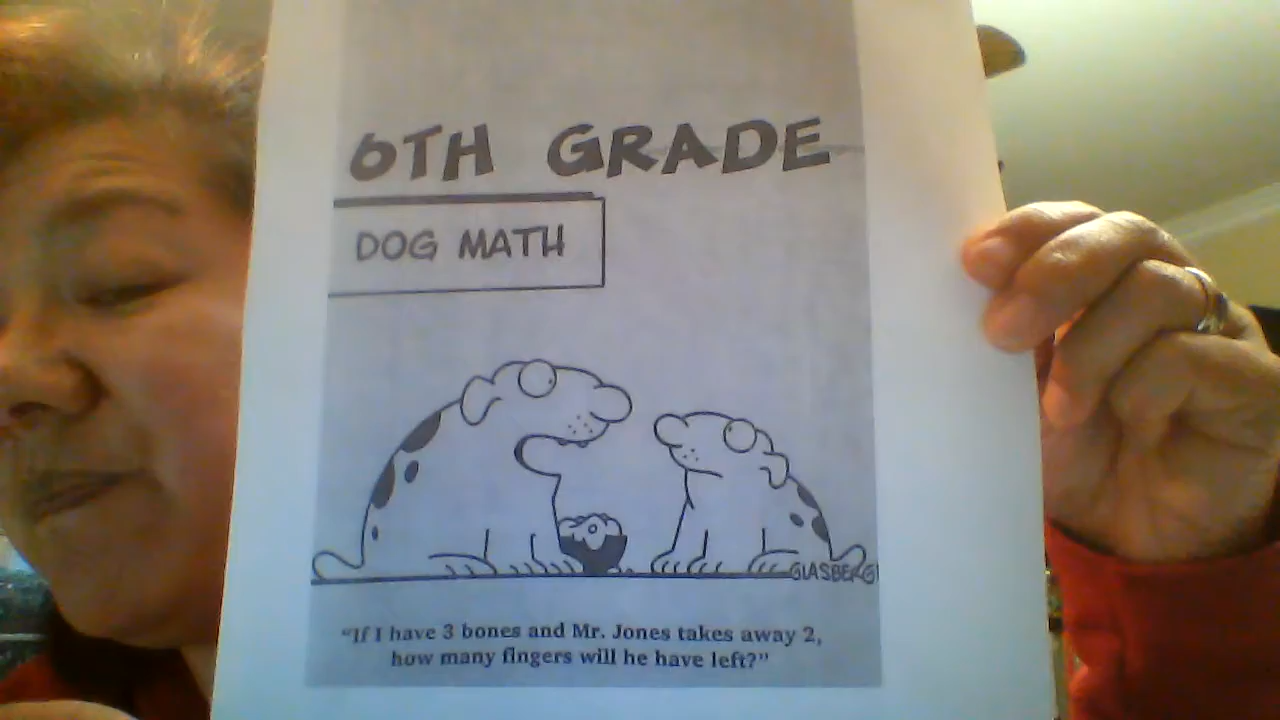 6TH GRADE
DOG MATH
GLASBERG
"If I have 3 bones and Mr. Jones takes away 2,
how many fingers will he have left?"